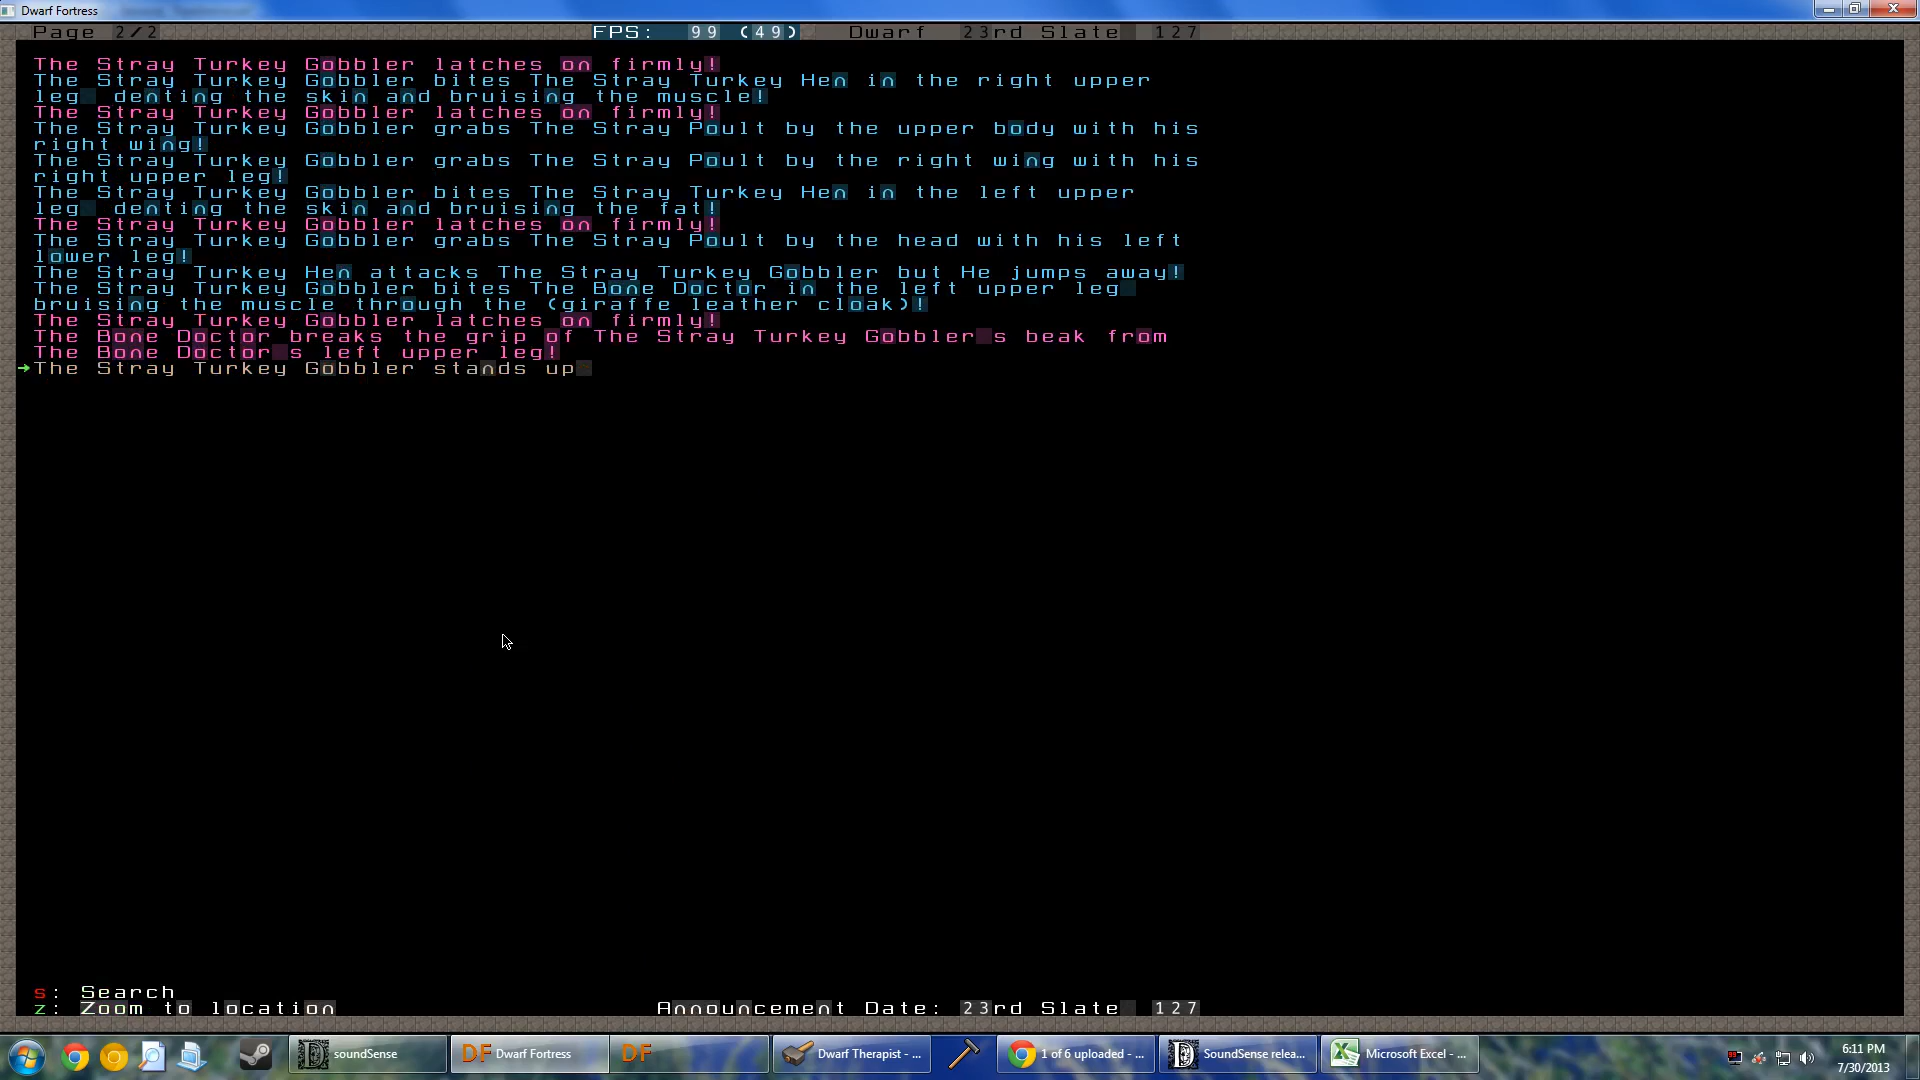 Dwarf Fortress
Page 2/2 FPS: 99 (49) Dwarf 23rd Slate 127
The Stray Turkey Gobbler latches on firmly!
The Stray Turkey Gobbler bites The Stray Turkey Hen in the right upper
leg denting the skin and bruising the muscle!
The Stray Turkey Gobbler latches on firmly!
The Stray Turkey Gobbler grabs The Stray Poult by the upper body with his
right wing!
The Stray Turkey Gobbler grabs The Stray Poult by the right wing with his
right upper leg!
The Stray Turkey Gobbler bites The Stray Turkey Hen in the left upper
leg denting the skin and bruising the fat!
The Stray Turkey Gobbler latches on firmly!
The Stray Turkey Gobbler grabs The Stray Poult by the head with his left
lower leg!
The Stray Turkey Hen attacks The Stray Turkey Gobbler but He jumps away!
The Stray Turkey Gobbler bites The Bone Doctor in the left upper leg
bruising the muscle through the (giraffe leather cloak)!
The Stray Turkey Gobbler latches on firmly!
The Bone Doctor breaks the grip of The Stray Turkey Gobbler s beak from
The Bone Doctor s left upper leg!
The Stray Turkey Gobbler stands up
s: Search
z: Zoom to location Announcement Date: 23rd Slate 127
soundSense DF Dwarf Fortress DF Dwarf Therapist - ... 1 of 6 uploaded - ... SoundSense relea... Microsoft Excel - ... 6:11 PM
7/30/2013